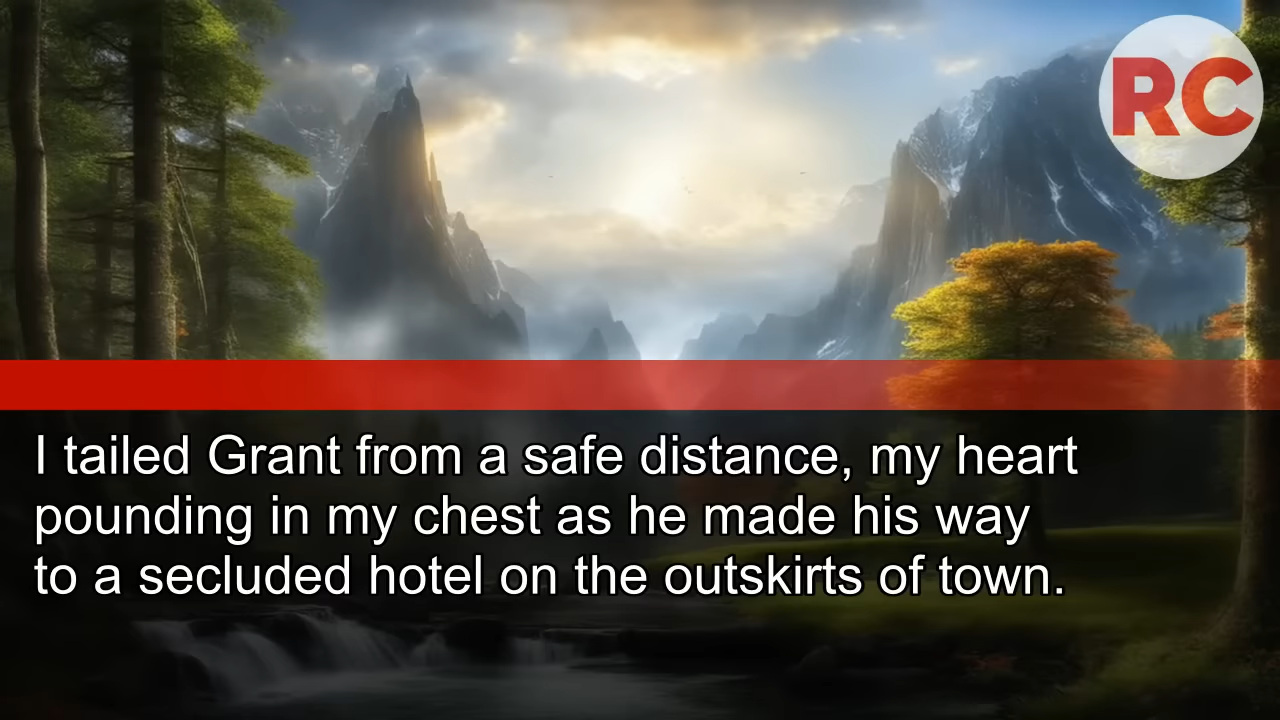 RC
I tailed Grant from a safe distance, my heart
pounding in my chest as he made his way
to a secluded hotel on the outskirts of town.